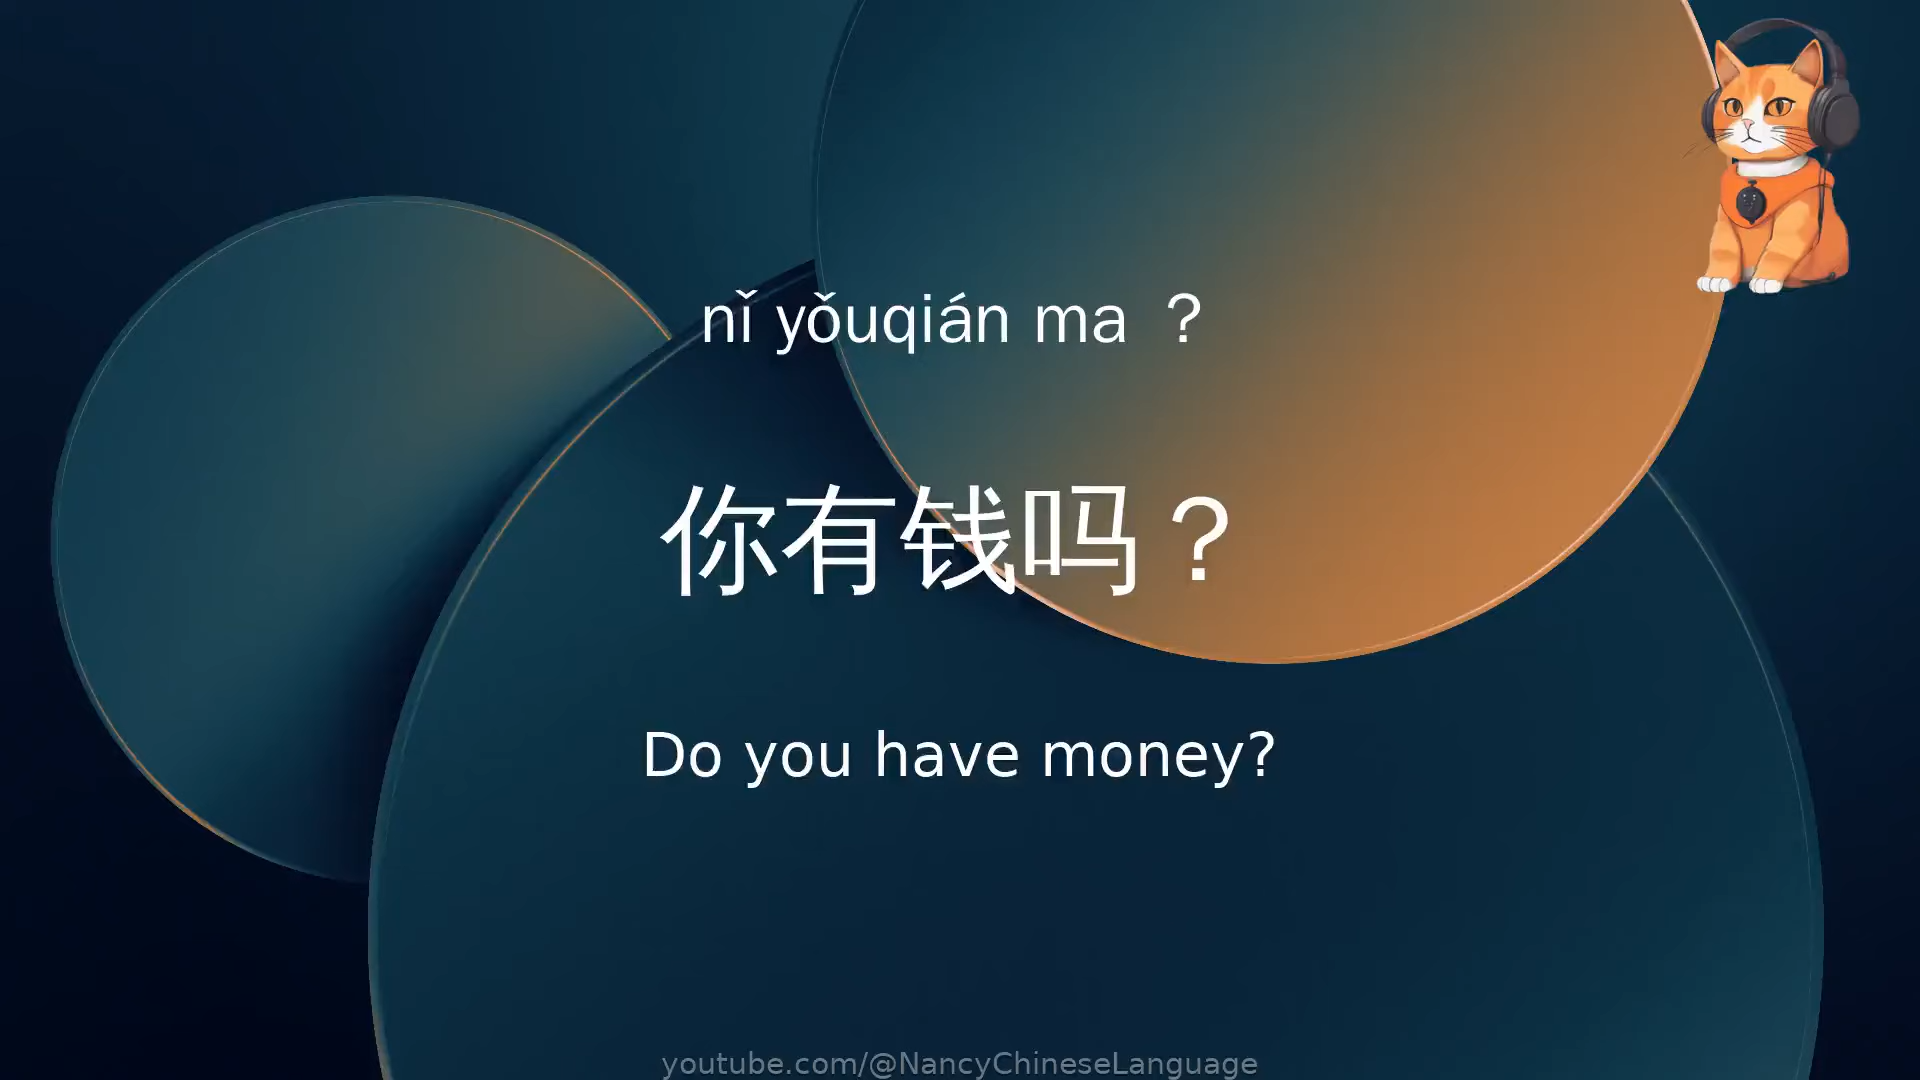 nǐ yǒuqián ma ？
你有钱吗？
Do you have money?
youtube.com/@NancyChineseLanguage